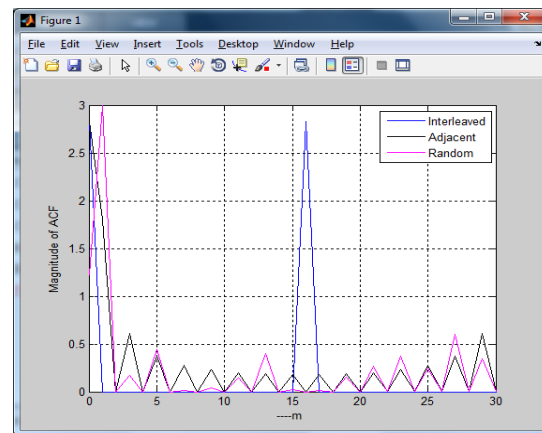 Figure 1
File Edit View Insert Tools Desktop Window Help
3
2.5
2
1.5
1
0.5
0
Magnitude of ACF
Interleaved
Adjacent
Random
0 5 10 15 20 25 30
----m